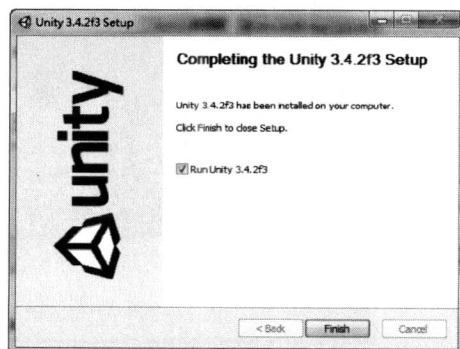 Unity 3.4.2f3 Setup
unity
Completing the Unity 3.4.2f3 Setup
Unity 3.4.2f3 has been installed on your computer.
Click Finish to close Setup.
Run Unity 3.4.2f3
< Back Finish Cancel